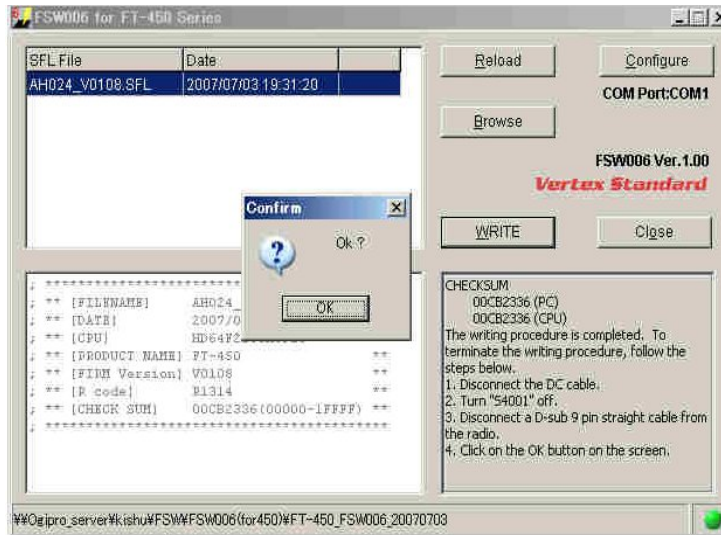 FSW006 for FT-450 Series
SFL File Date
AH024_V0108.SFL 2007/07/03 19:31:20
Reload Configure
COM Port:COM1
Browse
FSW006 Ver.1.00
Vertex Standard
WRITE Close
Confirm
Ok ?
OK
; **********************
; ** [FILENAME] AH024_
; ** [DATE] 2007/0
; ** [CPU] HD64F2
; ** [PRODUCT NAME] FT-450 **
; ** [FIRM Version] V0108 **
; ** [R code] R1314 **
; ** [CHECK SUM] 00CB2336(00000-1FFFF) **
; ******************************************
CHECKSUM
00CB2336 (PC)
00CB2336 (CPU)
The writing procedure is completed. To
terminate the writing procedure, follow the
steps below.
1. Disconnect the DC cable.
2. Turn "S4001" off.
3. Disconnect a D-sub 9 pin straight cable from
the radio.
4. Click on the OK button on the screen.
¥¥Ogipro_server¥kishu¥FSW¥FSW006(for450)¥FT-450_FSW006_20070703